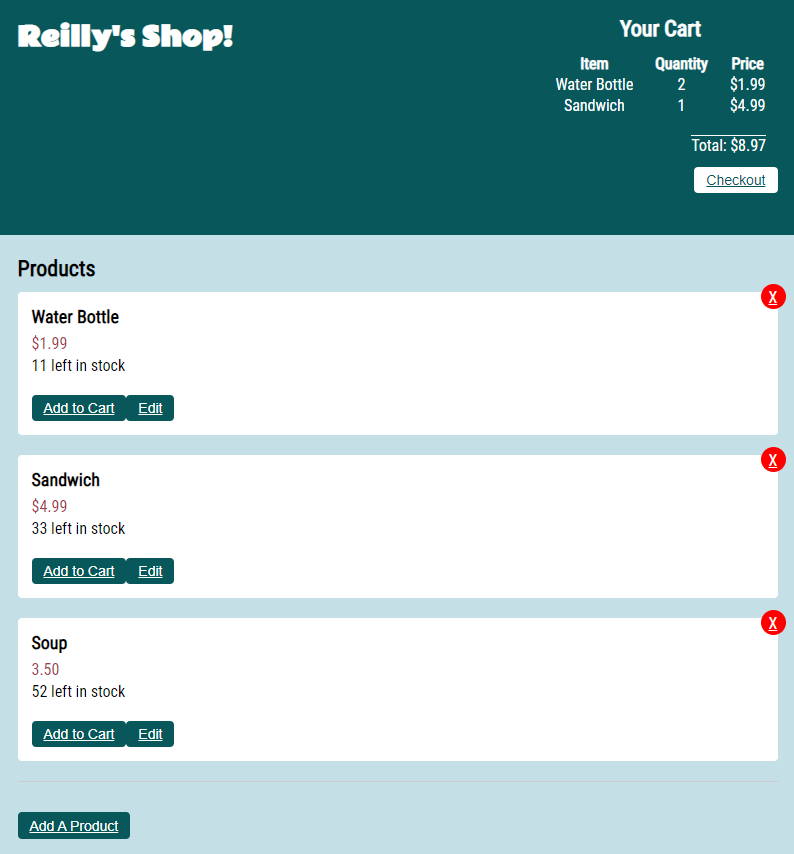 Reilly's Shop!
Your Cart
Item Quantity Price
Water Bottle 2 $1.99
Sandwich 1 $4.99
Total: $8.97
Checkout
Products
X
Water Bottle
$1.99
11 left in stock
Add to Cart Edit
X
Sandwich
$4.99
33 left in stock
Add to Cart Edit
X
Soup
3.50
52 left in stock
Add to Cart Edit
Add A Product